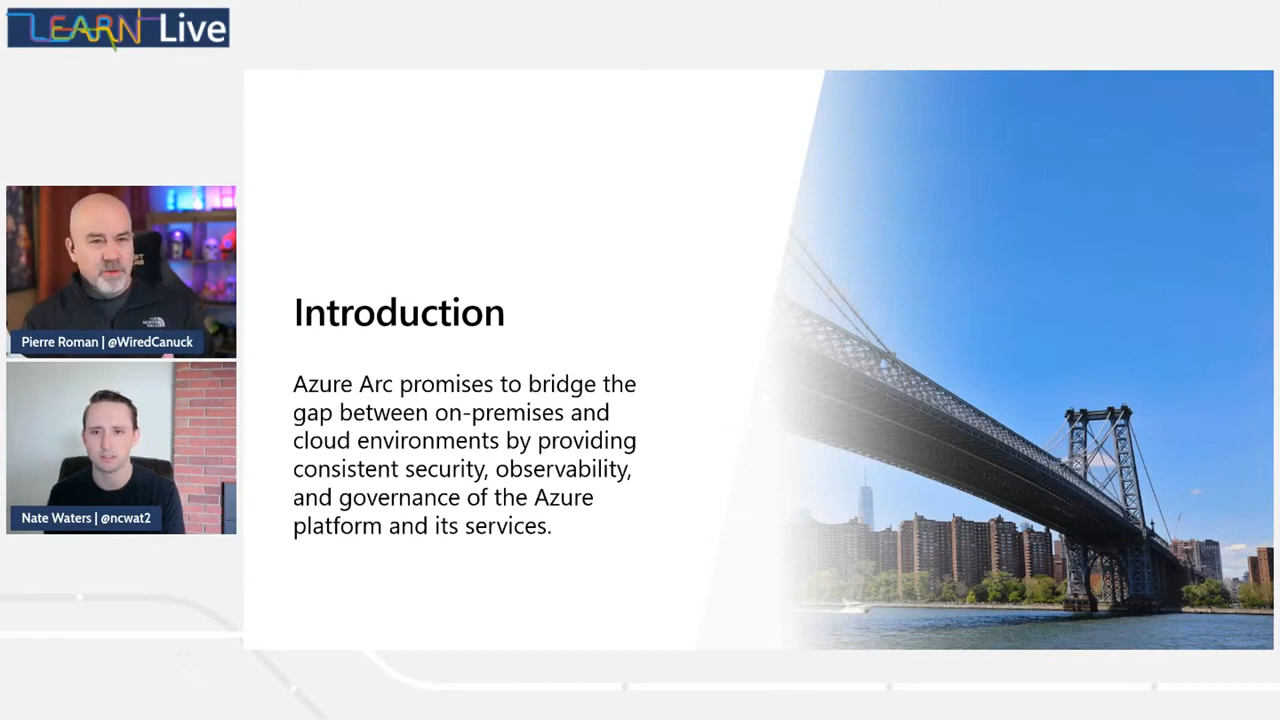 LEARN Live
Pierre Roman | @WiredCanuck
Nate Waters | @ncwat2
Introduction
Azure Arc promises to bridge the
gap between on-premises and
cloud environments by providing
consistent security, observability,
and governance of the Azure
platform and its services.